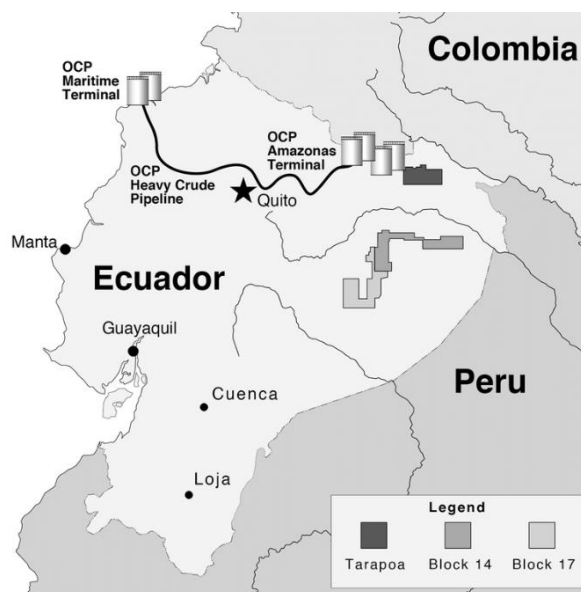 Colombia
OCP
Maritime
Terminal
OCP
Amazonas
Terminal
OCP
Heavy Crude
Pipeline
Quito
Manta
Ecuador
Guayaquil
Peru
Cuenca
Loja
Legend
Tarapoa Block 14 Block 17